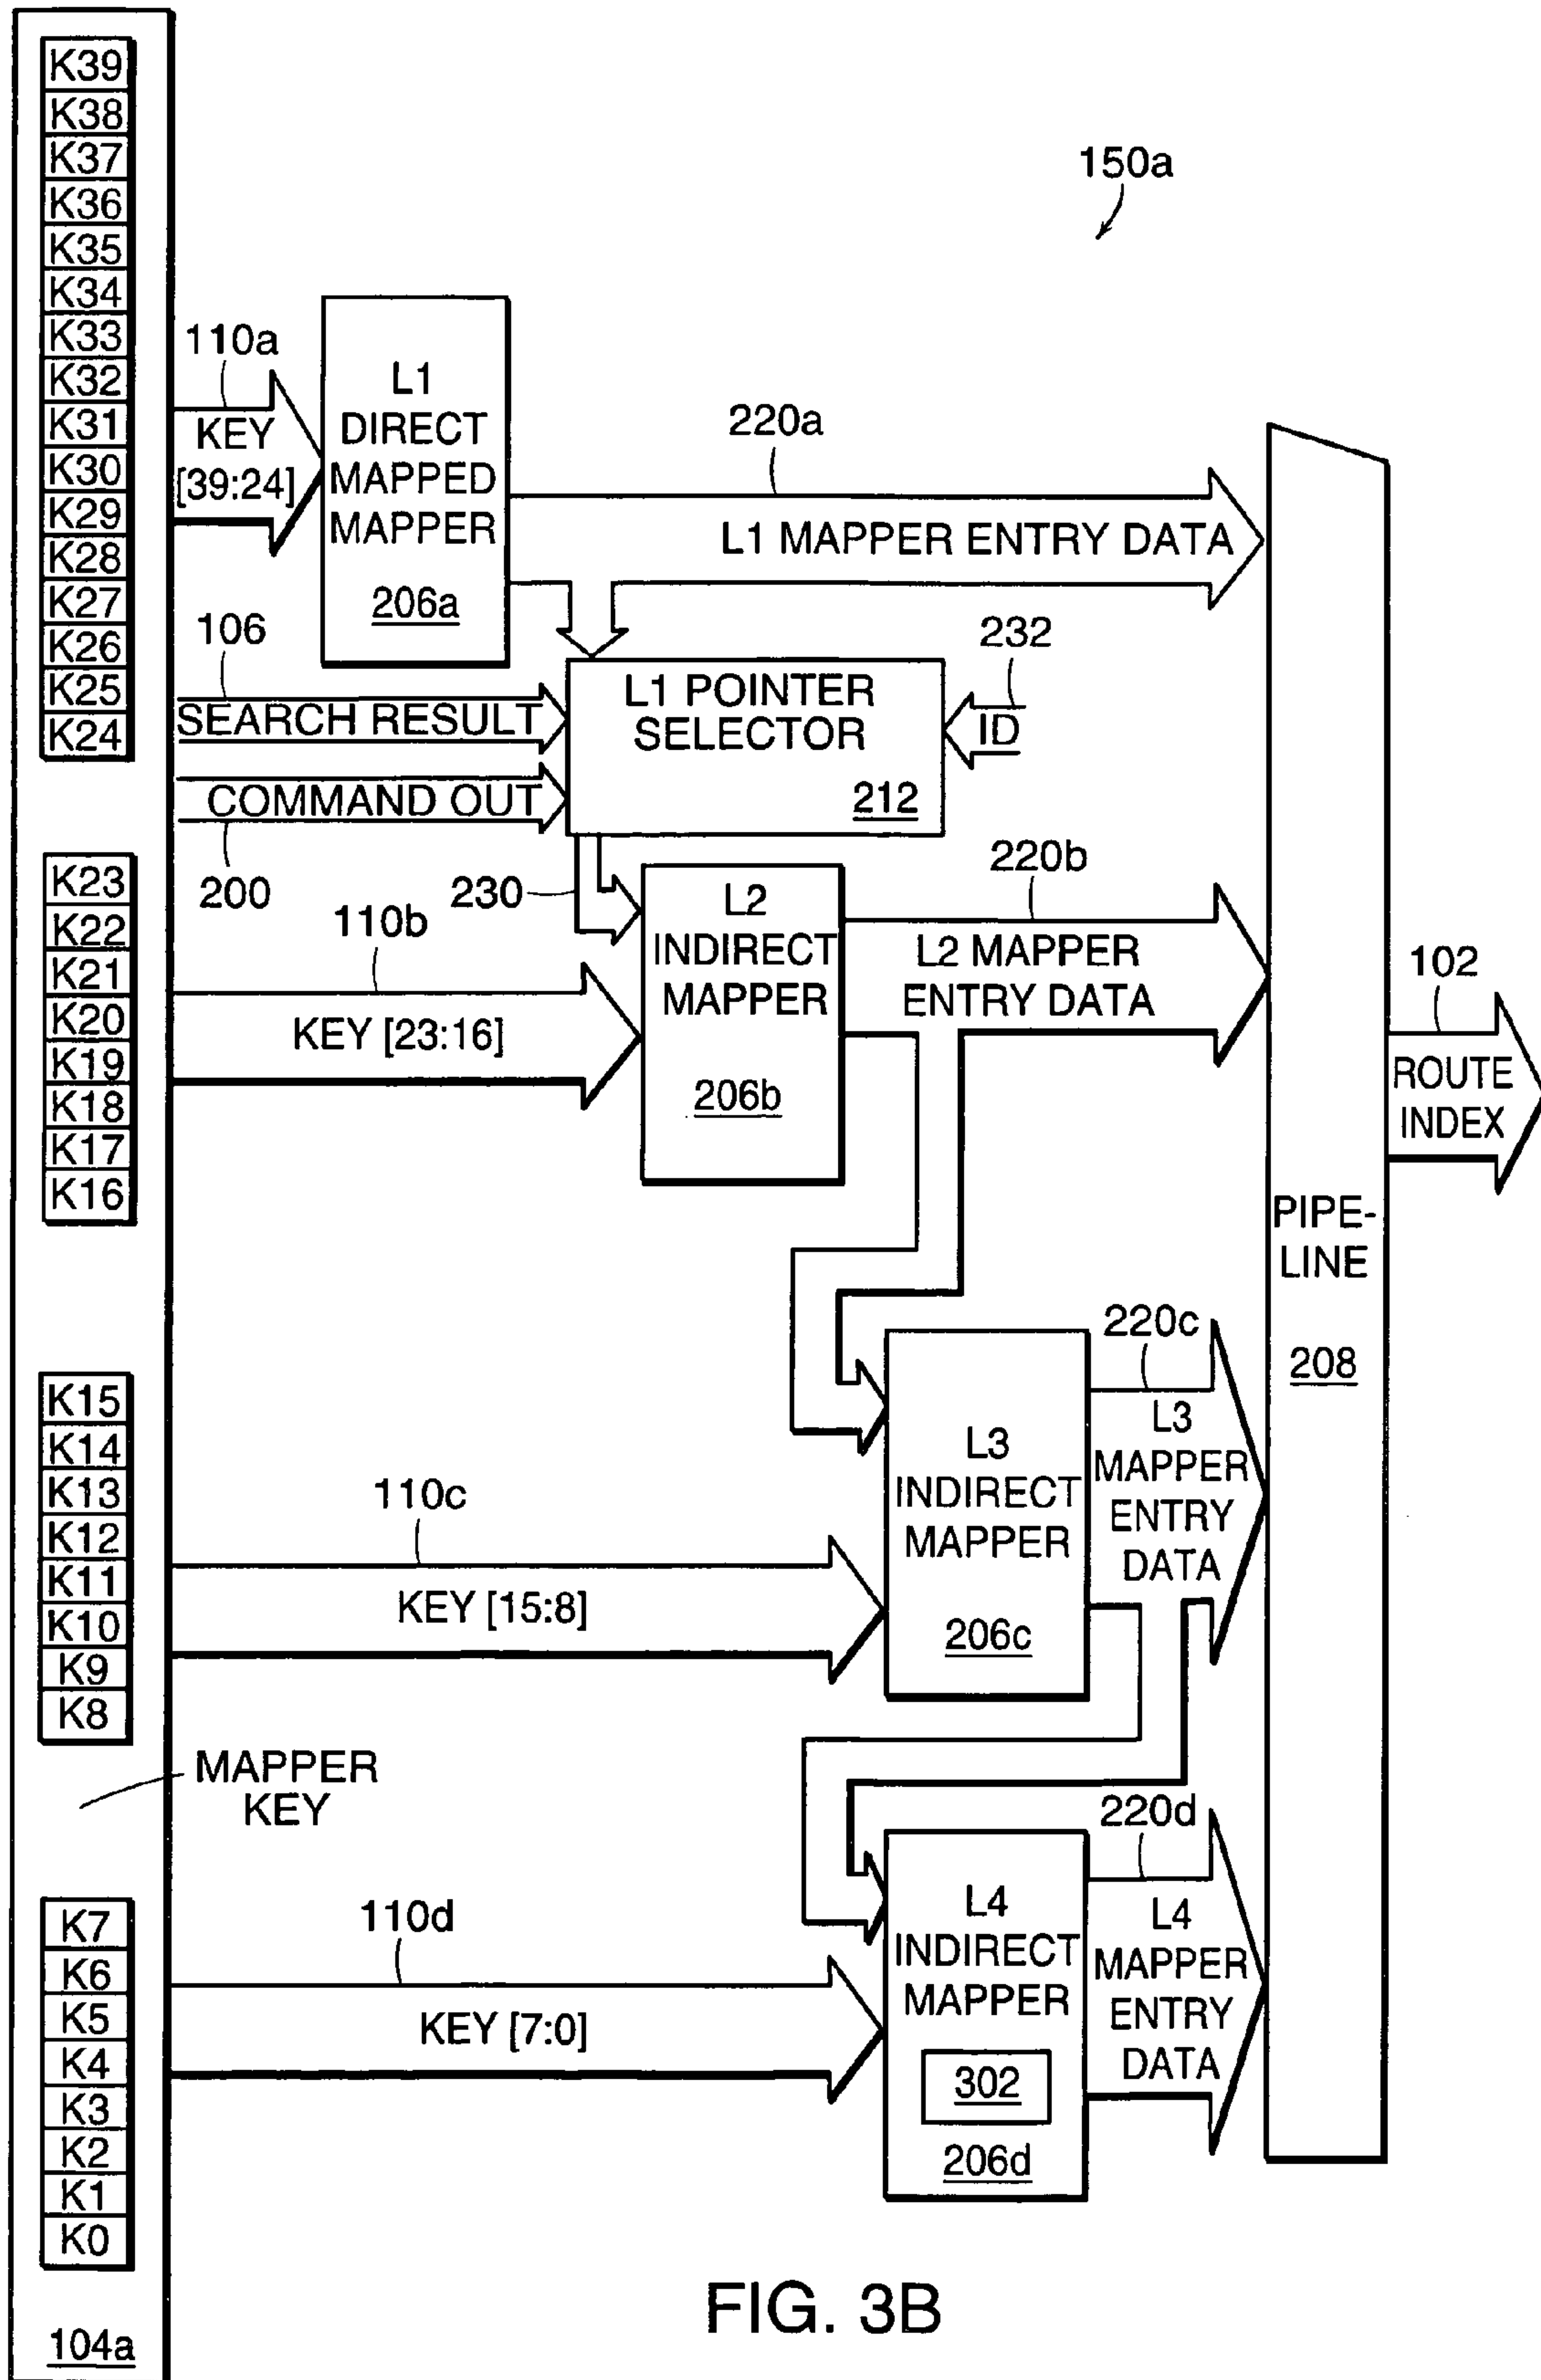 K39
K38
K37
K36
K35
K34
K33
K32
K31
K30
K29
K28
K27
K26
K25
K24
K23
K22
K21
K20
K19
K18
K17
K16
K15
K14
K13
K12
K11
K10
K9
K8
MAPPER
KEY
K7
K6
K5
K4
K3
K2
K1
K0
104a
150a
110a
KEY
[39:24]
L1
DIRECT
MAPPED
MAPPER
206a
220a
L1 MAPPER ENTRY DATA
106
SEARCH RESULT
COMMAND OUT
200
L1 POINTER
SELECTOR
212
232
ID
230
110b
KEY [23:16]
L2
INDIRECT
MAPPER
206b
220b
L2 MAPPER
ENTRY DATA
102
ROUTE
INDEX
PIPE-
LINE
208
110c
KEY [15:8]
L3
INDIRECT
MAPPER
206c
220c
L3
MAPPER
ENTRY
DATA
110d
KEY [7:0]
L4
INDIRECT
MAPPER
302
206d
220d
L4
MAPPER
ENTRY
DATA
FIG. 3B